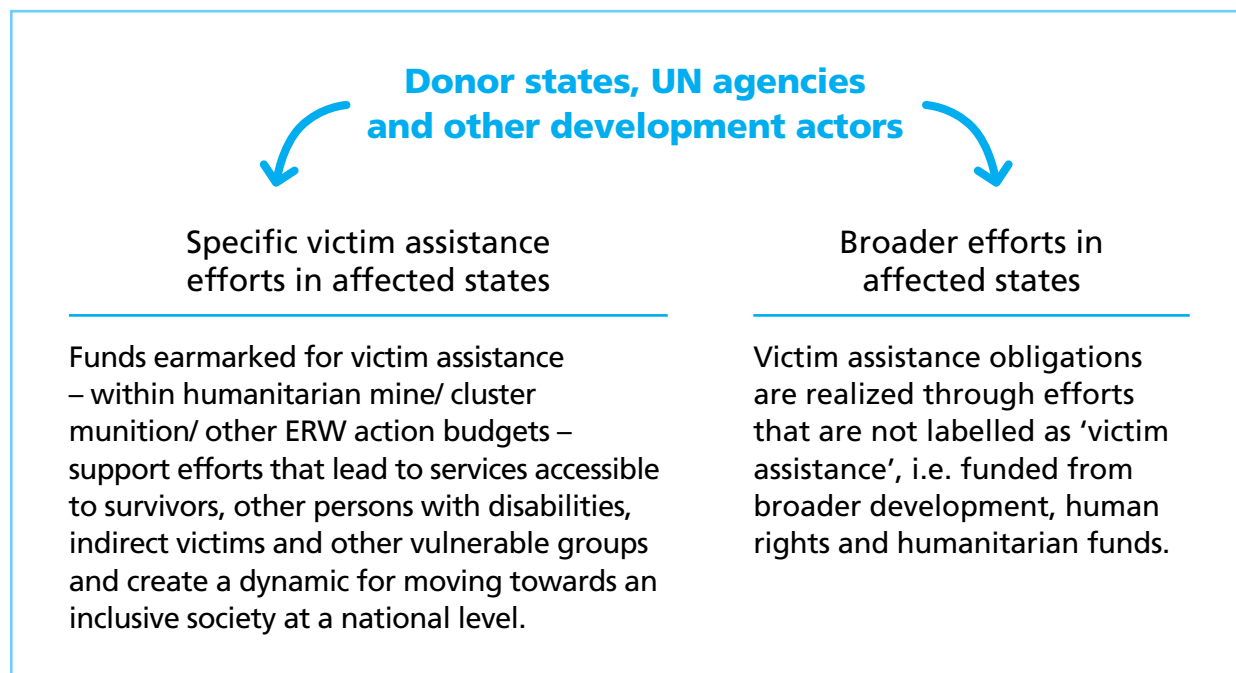 Donor states, UN agencies
and other development actors
Specific victim assistance
efforts in affected states
Funds earmarked for victim assistance
– within humanitarian mine/ cluster
munition/ other ERW action budgets –
support efforts that lead to services accessible
to survivors, other persons with disabilities,
indirect victims and other vulnerable groups
and create a dynamic for moving towards an
inclusive society at a national level.
Broader efforts in
affected states
Victim assistance obligations
are realized through efforts
that are not labelled as ‘victim
assistance’, i.e. funded from
broader development, human
rights and humanitarian funds.